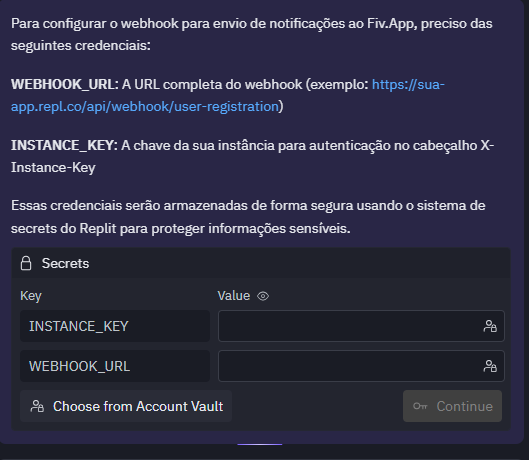 Para configurar o webhook para envio de notificações ao Fiv.App, preciso das
seguintes credenciais:
WEBHOOK_URL: A URL completa do webhook (exemplo: https://sua-
app.repl.co/api/webhook/user-registration)
INSTANCE_KEY: A chave da sua instância para autenticação no cabeçalho X-
Instance-Key
Essas credenciais serão armazenadas de forma segura usando o sistema de
secrets do Replit para proteger informações sensíveis.
Secrets
Key Value
INSTANCE_KEY
WEBHOOK_URL
Choose from Account Vault Continue